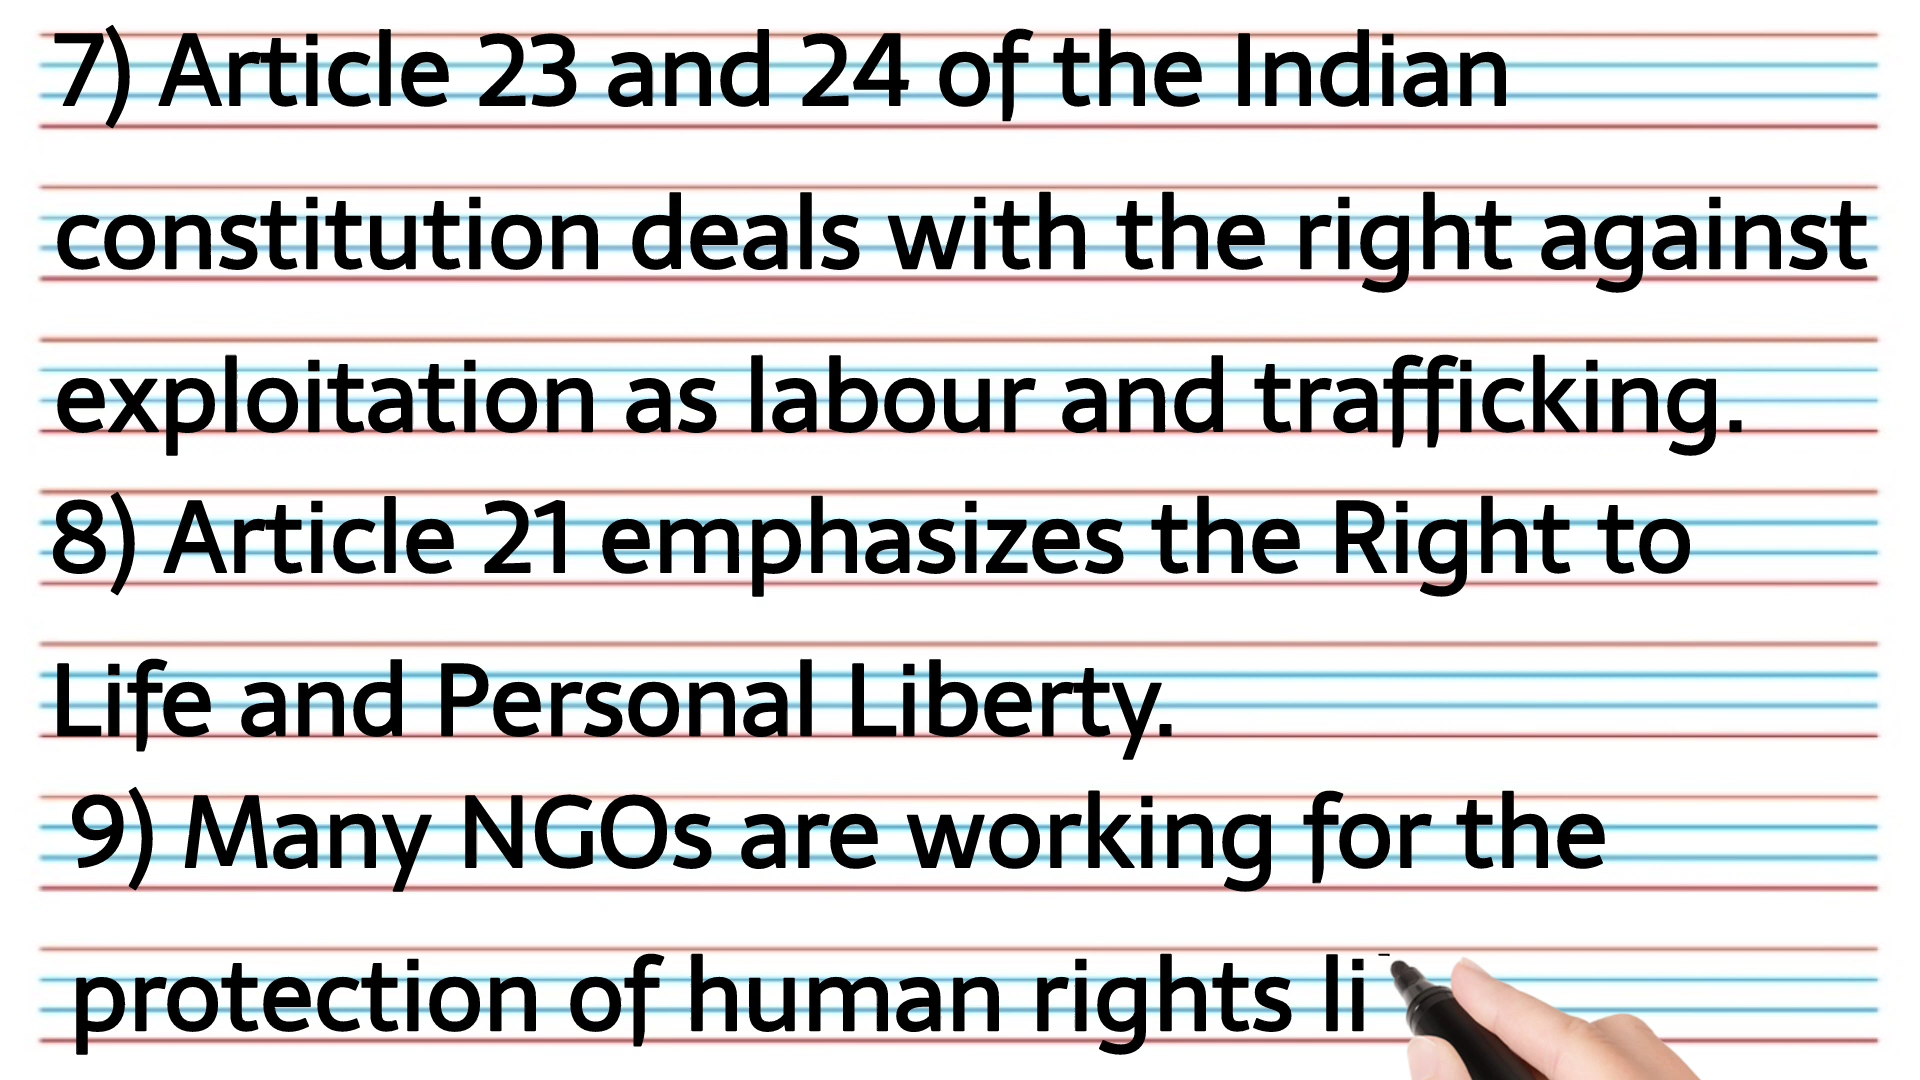 7) Article 23 and 24 of the Indian
constitution deals with the right against
exploitation as labour and trafficking.
8) Article 21 emphasizes the Right to
Life and Personal Liberty.
9) Many NGOs are working for the
protection of human rights li